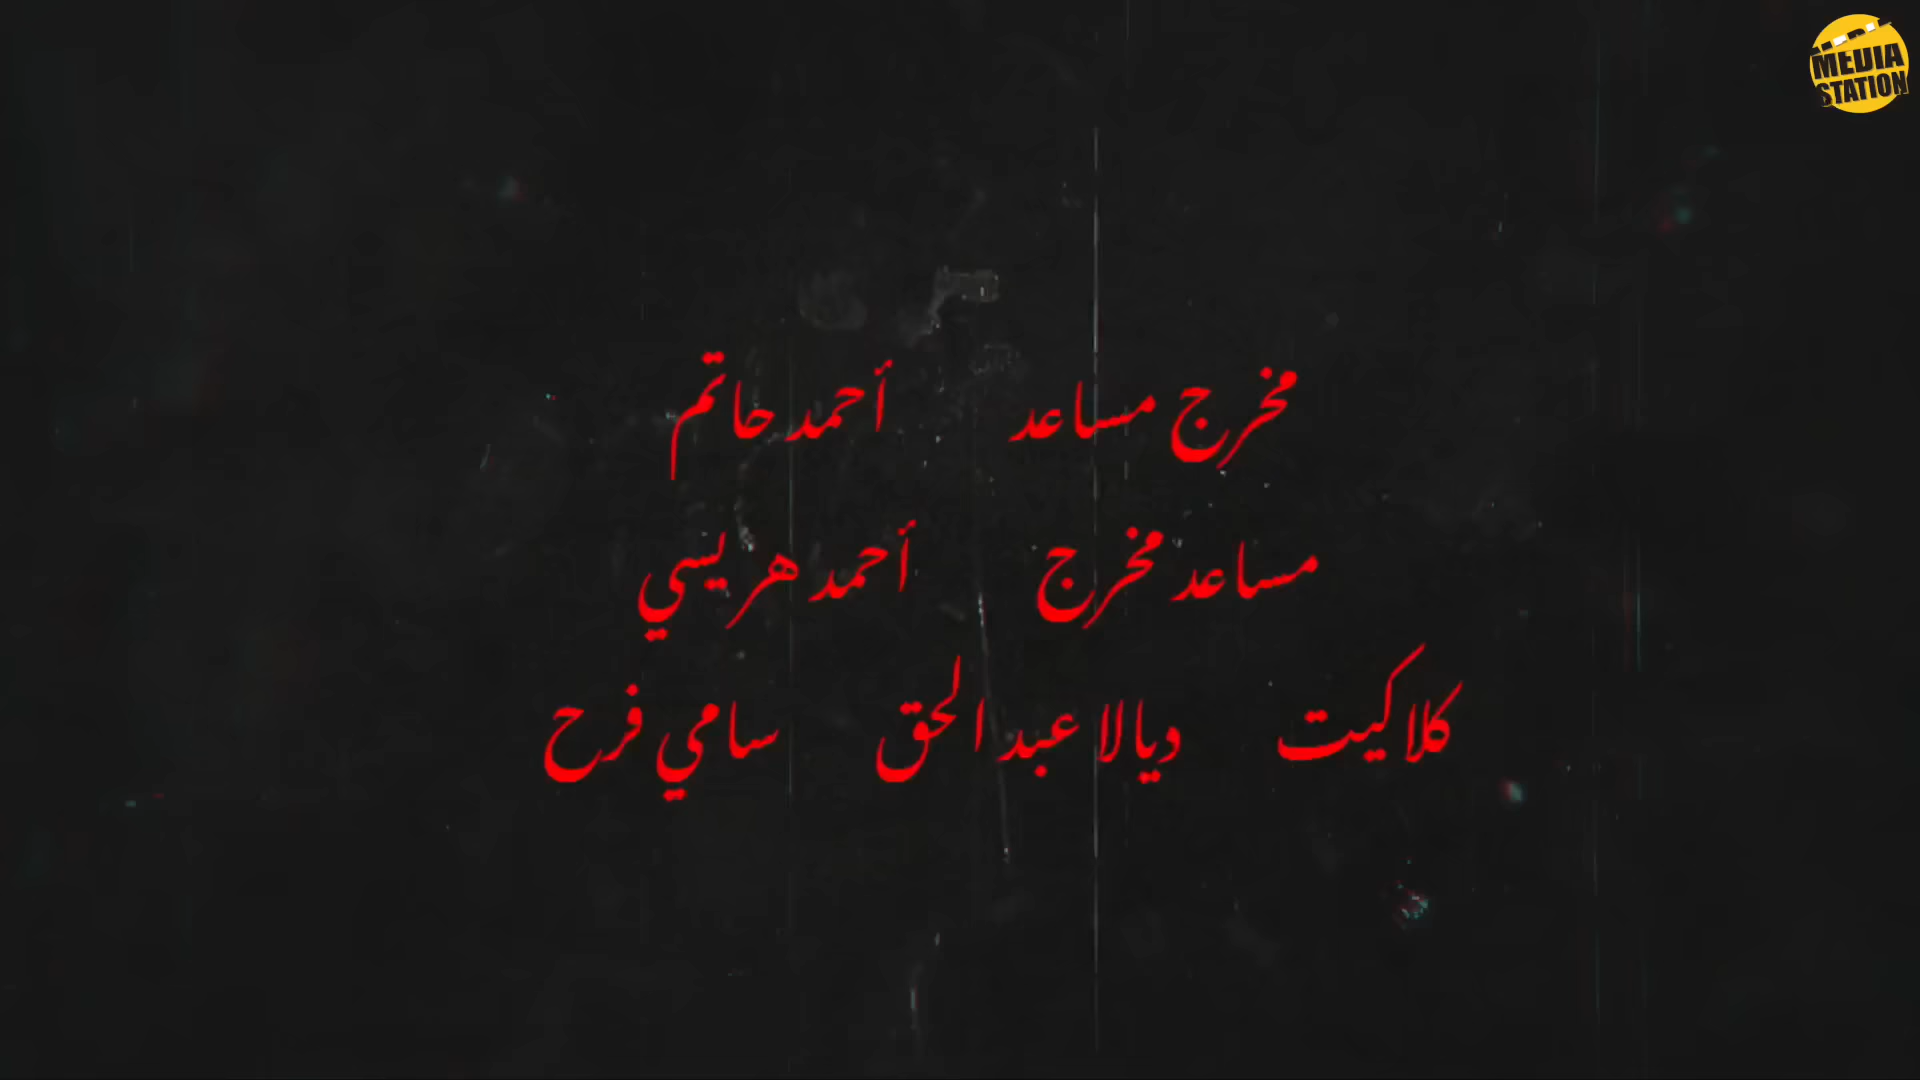 MEDIA
STATION
مخرج مساعد أحمد حاتم
مساعد مخرج أحمد هريسي
كلاكيت ديالا عبد الحق سامي فرح